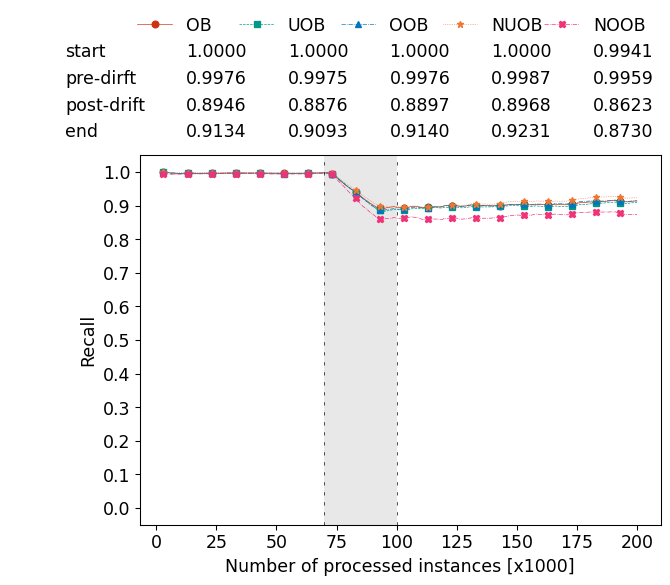 OB UOB OOB NUOB NOOB
start 1.0000 1.0000 1.0000 1.0000 0.9941
pre-dirft 0.9976 0.9975 0.9976 0.9987 0.9959
post-drift 0.8946 0.8876 0.8897 0.8968 0.8623
end 0.9134 0.9093 0.9140 0.9231 0.8730
1.0
0.9
0.8
0.7
0.6
0.5
0.4
0.3
0.2
0.1
0.0
Recall
0 25 50 75 100 125 150 175 200
Number of processed instances [x1000]